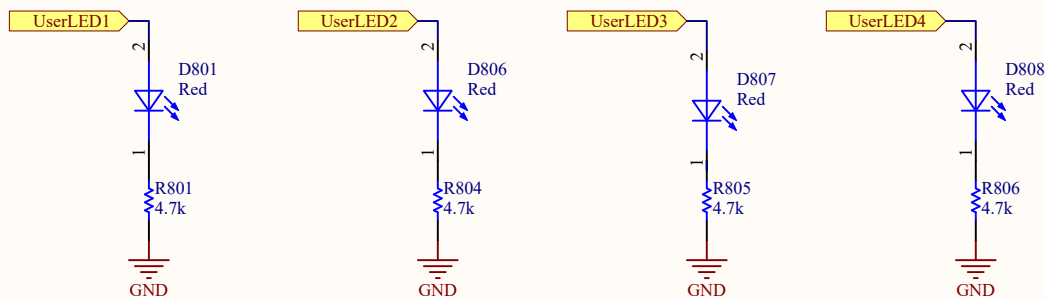 UserLED1
UserLED2
UserLED3
UserLED4
2
2
2
2
D801
Red
D806
Red
D807
Red
D808
Red
1
1
1
1
R801
4.7k
R804
4.7k
R805
4.7k
R806
4.7k
GND
GND
GND
GND